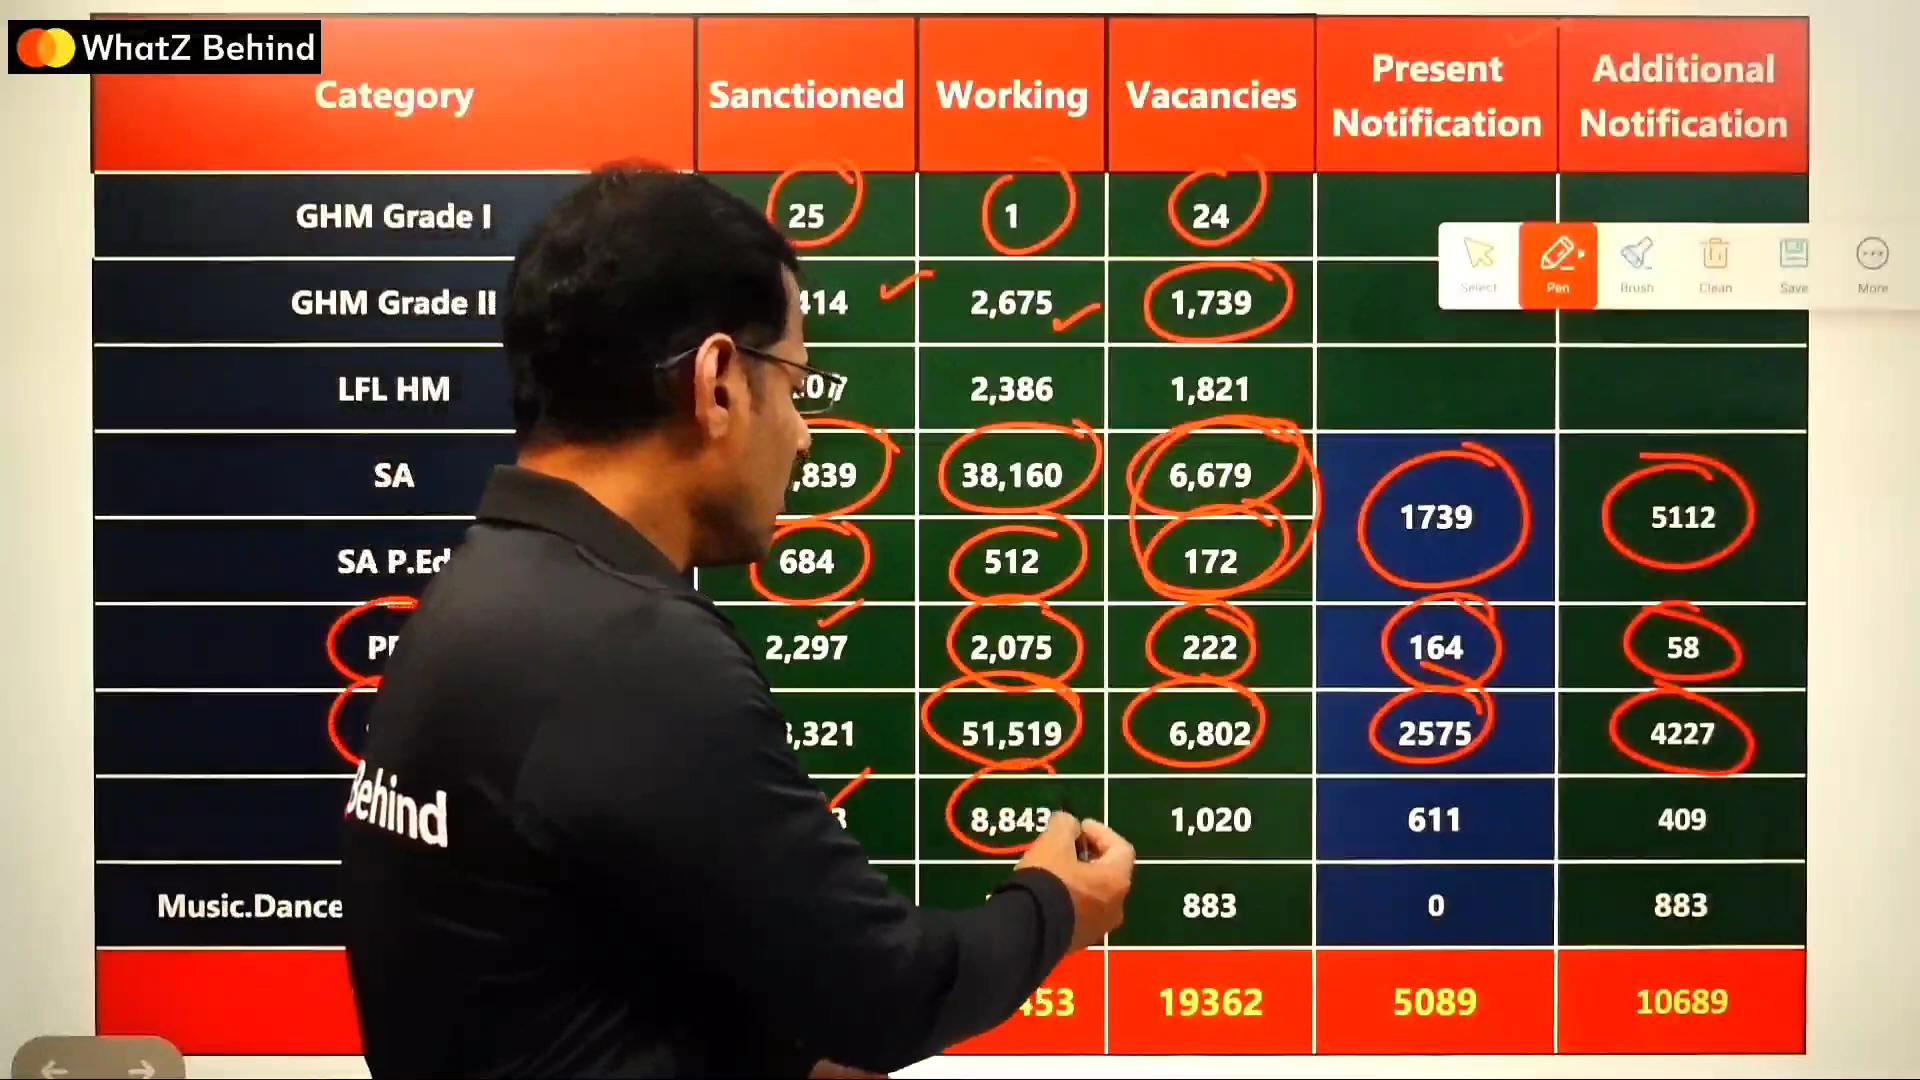 WhatZ Behind
Category Sanctioned Working Vacancies Present Notification Additional Notification
GHM Grade I 25 1 24
GHM Grade II 414 2,675 1,739
LFL HM 2,386 1,821
SA ,839 38,160 6,679 1739 5112
SA P.Ed 684 512 172
2,297 2,075 222 164 58
,321 51,519 6,802 2575 4227
8,843 1,020 611 409
Music.Dance 883 0 883
453 19362 5089 10689
Select Pen Brush Clean Save More
Behind